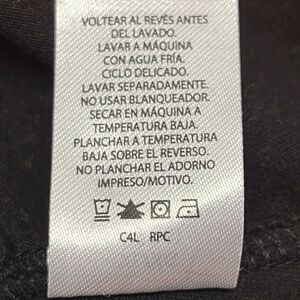 VOLTEAR AL REVÉS ANTES
DEL LAVADO.
LAVAR A MÁQUINA
CON AGUA FRÍA.
CICLO DELICADO.
LAVAR SEPARADAMENTE.
NO USAR BLANQUEADOR.
SECAR EN MÁQUINA A
TEMPERATURA BAJA.
PLANCHAR A TEMPERATURA
BAJA SOBRE EL REVERSO.
NO PLANCHAR EL ADORNO
IMPRESO/MOTIVO.
C4L RPC